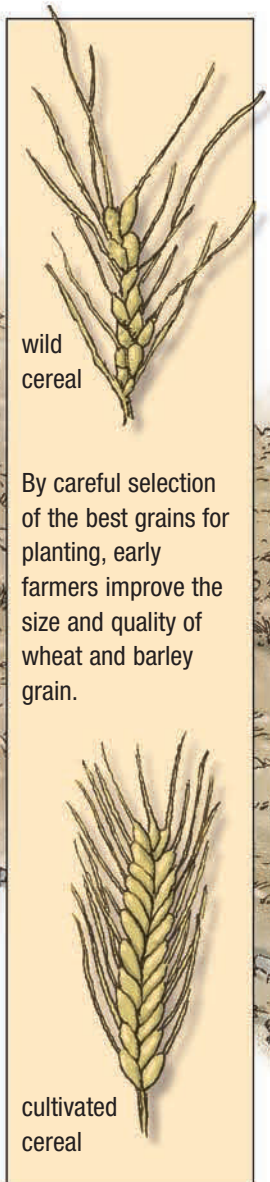 wild
cereal
By careful selection
of the best grains for
planting, early
farmers improve the
size and quality of
wheat and barley
grain.
cultivated
cereal